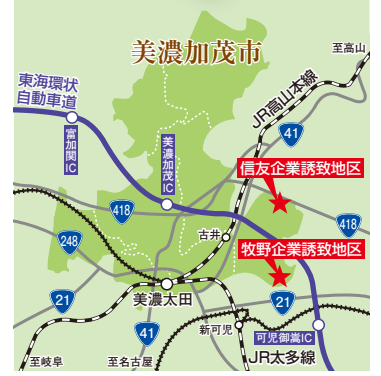 美濃加茂市
至高山
東海環状
自動車道
JR高山本線
富加関IC
美濃加茂IC
41
信友企業誘致地区
418
418
古井
248
牧野企業誘致地区
21
美濃太田
21
新可児
41
可児御嵩IC
至岐阜
至名古屋
JR太多線